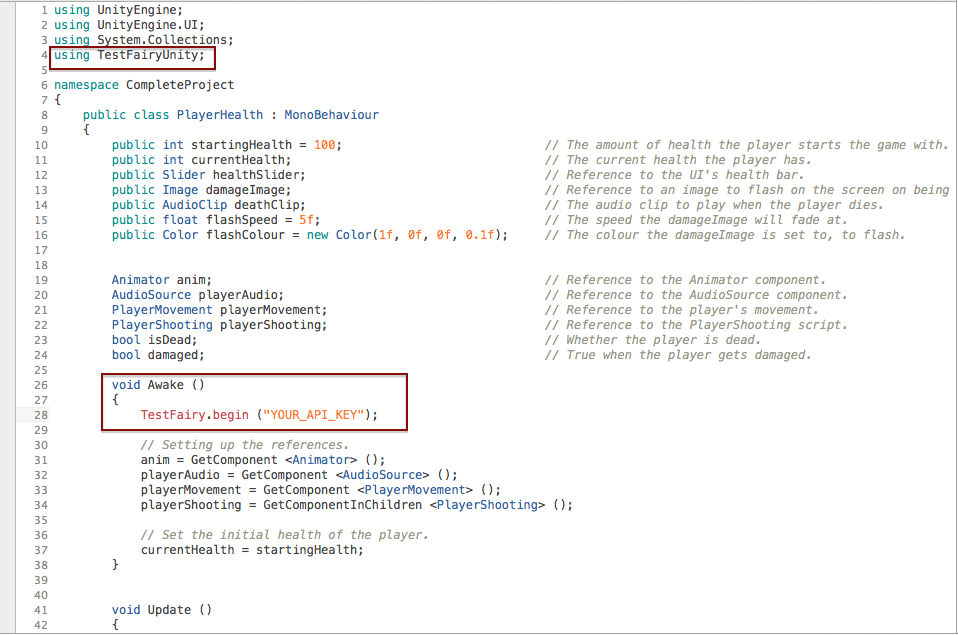 1 using UnityEngine;
2 using UnityEngine.UI;
3 using System.Collections;
4 using TestFairyUnity;
5
6 namespace CompleteProject
7 {
8 public class PlayerHealth : MonoBehaviour
9 {
10 public int startingHealth = 100; // The amount of health the player starts the game with.
11 public int currentHealth; // The current health the player has.
12 public Slider healthSlider; // Reference to the UI's health bar.
13 public Image damageImage; // Reference to an image to flash on the screen on being
14 public AudioClip deathClip; // The audio clip to play when the player dies.
15 public float flashSpeed = 5f; // The speed the damageImage will fade at.
16 public Color flashColour = new Color(1f, 0f, 0f, 0.1f); // The colour the damageImage is set to, to flash.
17
18
19 Animator anim; // Reference to the Animator component.
20 AudioSource playerAudio; // Reference to the AudioSource component.
21 PlayerMovement playerMovement; // Reference to the player's movement.
22 PlayerShooting playerShooting; // Reference to the PlayerShooting script.
23 bool isDead; // Whether the player is dead.
24 bool damaged; // True when the player gets damaged.
25
26 void Awake ()
27 {
28 TestFairy.begin ("YOUR_API_KEY");
29
30 // Setting up the references.
31 anim = GetComponent <Animator> ();
32 playerAudio = GetComponent <AudioSource> ();
33 playerMovement = GetComponent <PlayerMovement> ();
34 playerShooting = GetComponentInChildren <PlayerShooting> ();
35
36 // Set the initial health of the player.
37 currentHealth = startingHealth;
38 }
39
40
41 void Update ()
42 {